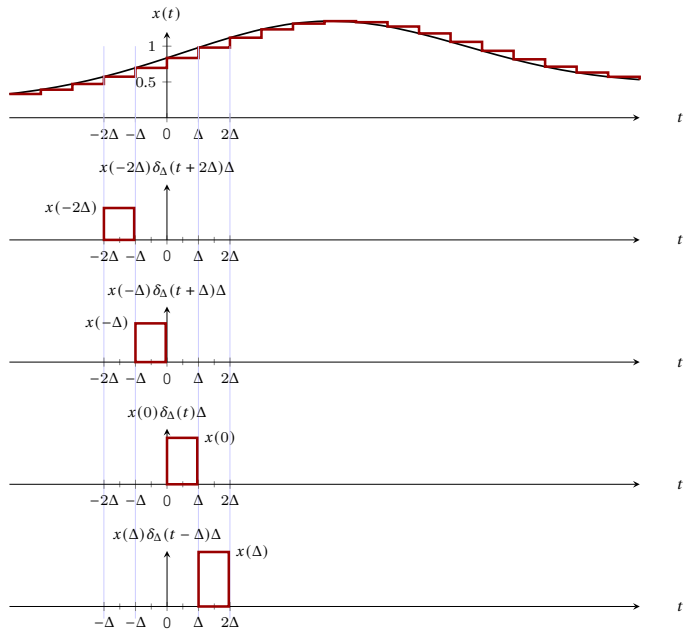 x(t)
1
0.5
−2Δ −Δ 0 Δ 2Δ t
x(−2Δ)δ_Δ(t + 2Δ)Δ
x(−2Δ)
−2Δ −Δ 0 Δ 2Δ t
x(−Δ)δ_Δ(t + Δ)Δ
x(−Δ)
−2Δ −Δ 0 Δ 2Δ t
x(0)δ_Δ(t)Δ
x(0)
−2Δ −Δ 0 Δ 2Δ t
x(Δ)δ_Δ(t − Δ)Δ
x(Δ)
−Δ −Δ 0 Δ 2Δ t